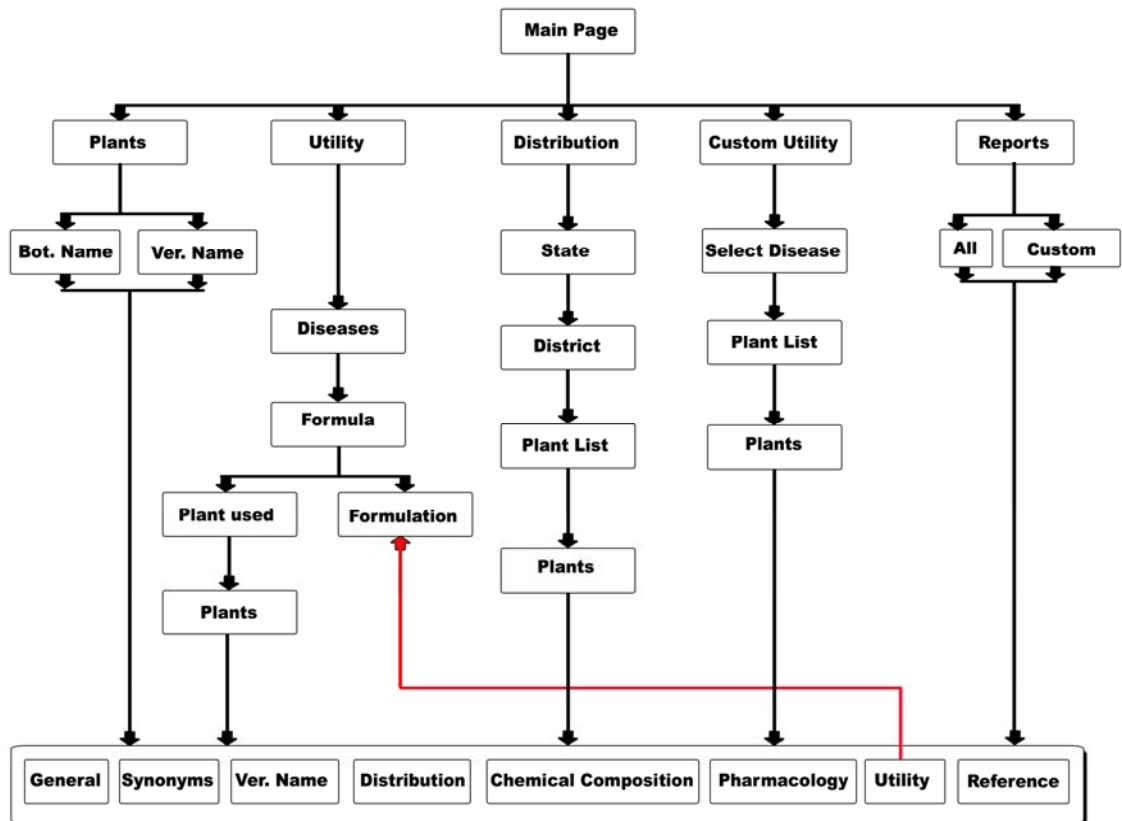 Main Page
Plants
Utility
Distribution
Custom Utility
Reports
Bot. Name
Ver. Name
State
Select Disease
All
Custom
Diseases
District
Plant List
Formula
Plant List
Plants
Plant used
Formulation
Plants
Plants
General
Synonyms
Ver. Name
Distribution
Chemical Composition
Pharmacology
Utility
Reference